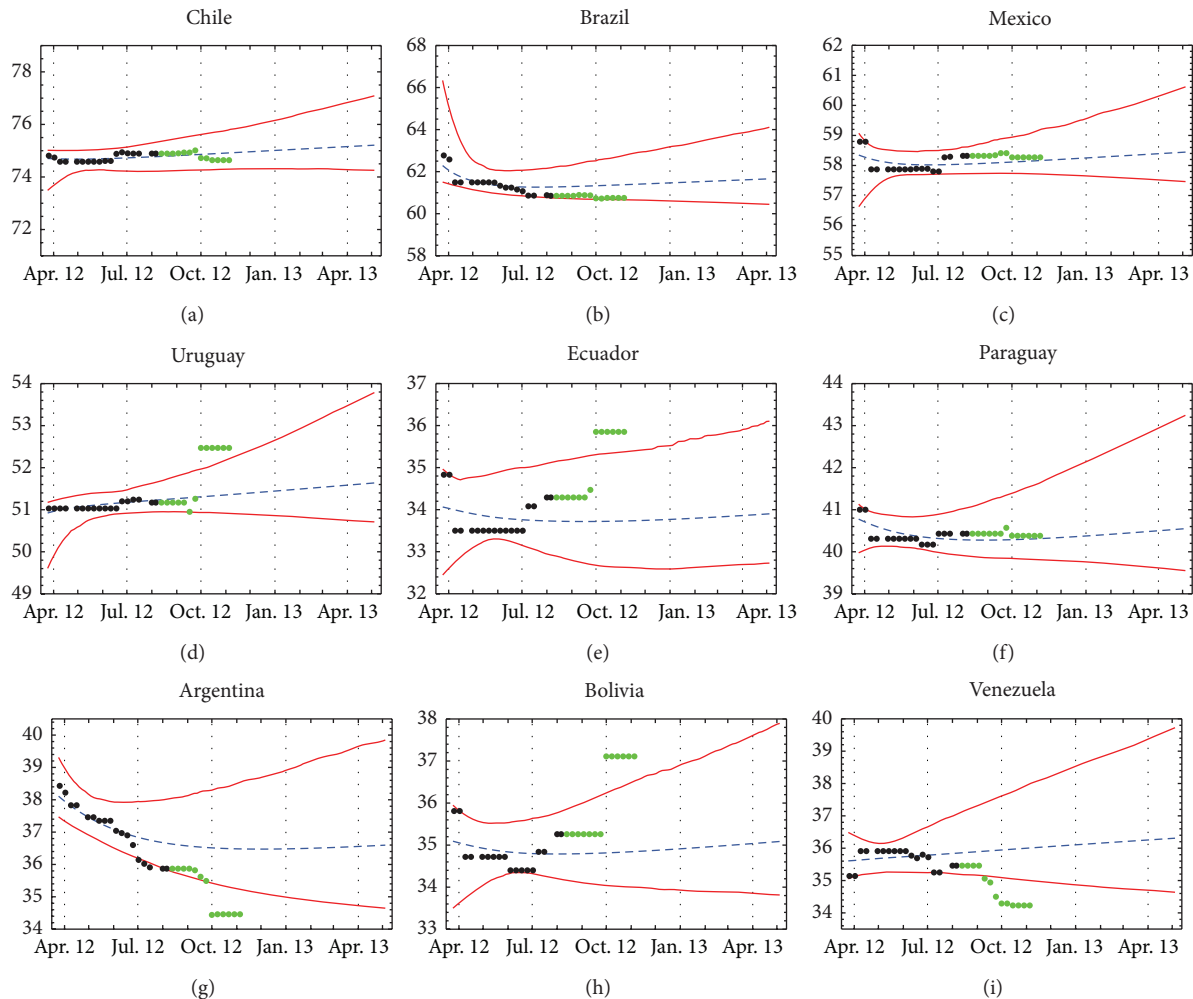 Chile
78
76
74
72
Apr. 12 Jul. 12 Oct. 12 Jan. 13 Apr. 13
(a)
Brazil
68
66
64
62
60
58
Apr. 12 Jul. 12 Oct. 12 Jan. 13 Apr. 13
(b)
Mexico
62
61
60
59
58
57
56
55
Apr. 12 Jul. 12 Oct. 12 Jan. 13 Apr. 13
(c)
Uruguay
54
53
52
51
50
49
Apr. 12 Jul. 12 Oct. 12 Jan. 13 Apr. 13
(d)
Ecuador
37
36
35
34
33
32
Apr. 12 Jul. 12 Oct. 12 Jan. 13 Apr. 13
(e)
Paraguay
44
43
42
41
40
39
Apr. 12 Jul. 12 Oct. 12 Jan. 13 Apr. 13
(f)
Argentina
40
39
38
37
36
35
34
Apr. 12 Jul. 12 Oct. 12 Jan. 13 Apr. 13
(g)
Bolivia
38
37
36
35
34
33
Apr. 12 Jul. 12 Oct. 12 Jan. 13 Apr. 13
(h)
Venezuela
40
39
38
37
36
35
34
Apr. 12 Jul. 12 Oct. 12 Jan. 13 Apr. 13
(i)